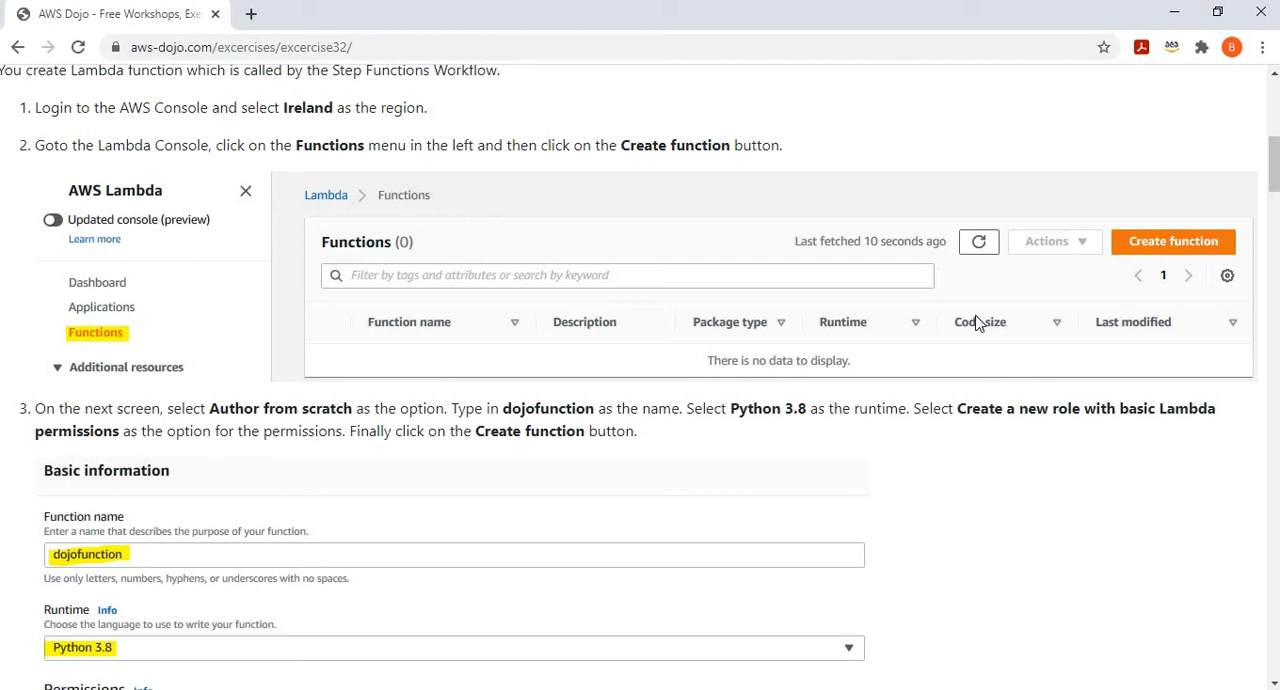 AWS Dojo - Free Workshops, Exe
aws-dojo.com/excercises/excercise32/
B
You create Lambda function which is called by the Step Functions Workflow.
1. Login to the AWS Console and select Ireland as the region.
2. Goto the Lambda Console, click on the Functions menu in the left and then click on the Create function button.
AWS Lambda
Updated console (preview)
Learn more
Dashboard
Applications
Functions
Additional resources
Lambda
Functions
Functions (0)
Last fetched 10 seconds ago
Actions
Create function
Filter by tags and attributes or search by keyword
1
Function name
Description
Package type
Runtime
Code size
Last modified
There is no data to display.
3. On the next screen, select Author from scratch as the option. Type in dojofunction as the name. Select Python 3.8 as the runtime. Select Create a new role with basic Lambda
permissions as the option for the permissions. Finally click on the Create function button.
Basic information
Function name
Enter a name that describes the purpose of your function.
dojofunction
Use only letters, numbers, hyphens, or underscores with no spaces.
Runtime Info
Choose the language to use to write your function.
Python 3.8
Permissions Info